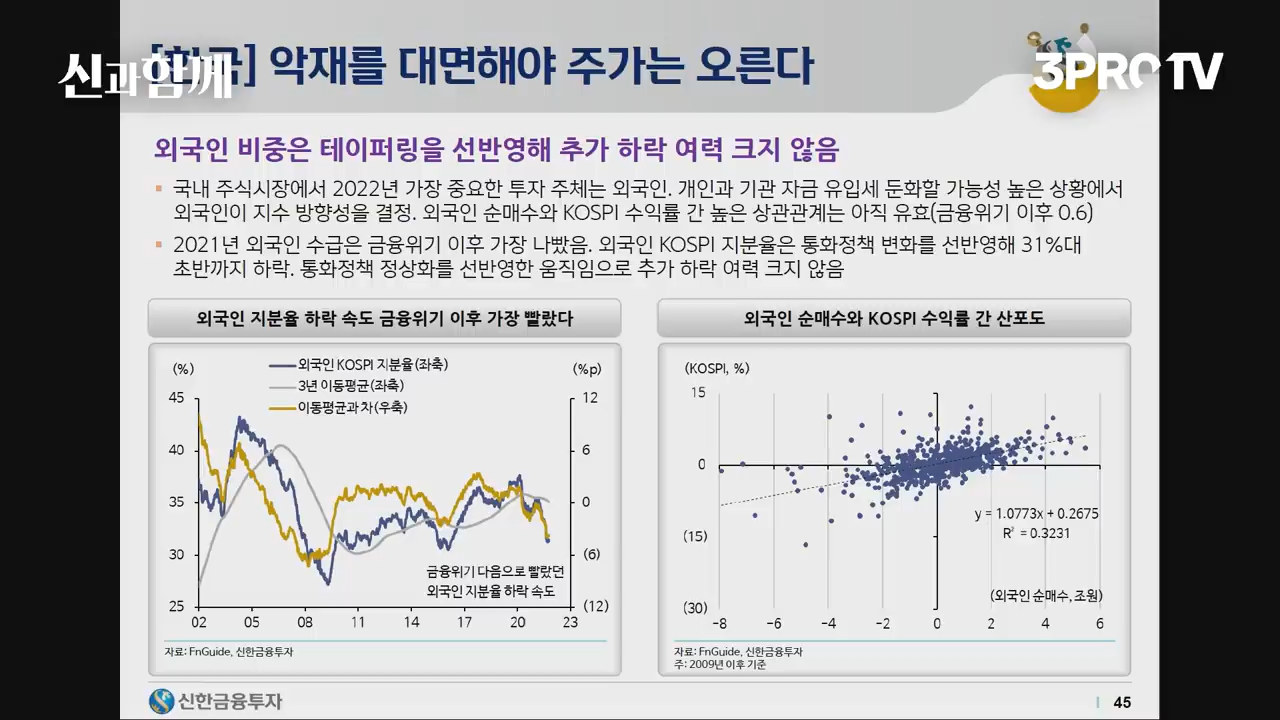 신과함께
악재를 대면해야 주가는 오른다
3PROTV
외국인 비중은 테이퍼링을 선반영해 추가 하락 여력 크지 않음
국내 주식시장에서 2022년 가장 중요한 투자 주체는 외국인. 개인과 기관 자금 유입세 둔화할 가능성 높은 상황에서
외국인이 지수 방향성을 결정. 외국인 순매수와 KOSPI 수익률 간 높은 상관관계는 아직 유효(금융위기 이후 0.6)
2021년 외국인 수급은 금융위기 이후 가장 나빴음. 외국인 KOSPI 지분율은 통화정책 변화를 선반영해 31%대
초반까지 하락. 통화정책 정상화를 선반영한 움직임으로 추가 하락 여력 크지 않음
외국인 지분율 하락 속도 금융위기 이후 가장 빨랐다
(%)
외국인 KOSPI 지분율(좌축)
3년 이동평균(좌축)
이동평균과 차(우축)
(%p)
45
40
35
30
25
12
6
0
(6)
(12)
금융위기 다음으로 빨랐던
외국인 지분율 하락 속도
02 05 08 11 14 17 20 23
자료: FnGuide, 신한금융투자
외국인 순매수와 KOSPI 수익률 간 산포도
(KOSPI, %)
15
0
(15)
(30)
y = 1.0773x + 0.2675
R² = 0.3231
(외국인 순매수, 조원)
-8 -6 -4 -2 0 2 4 6
자료: FnGuide, 신한금융투자
주: 2009년 이후 기준
신한금융투자
45